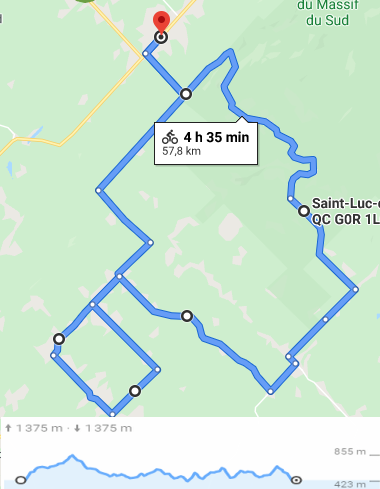 du Massif
du Sud
4 h 35 min
57,8 km
Saint-Luc-
QC G0R 1L
↑ 1 375 m · ↓ 1 375 m
855 m
423 m